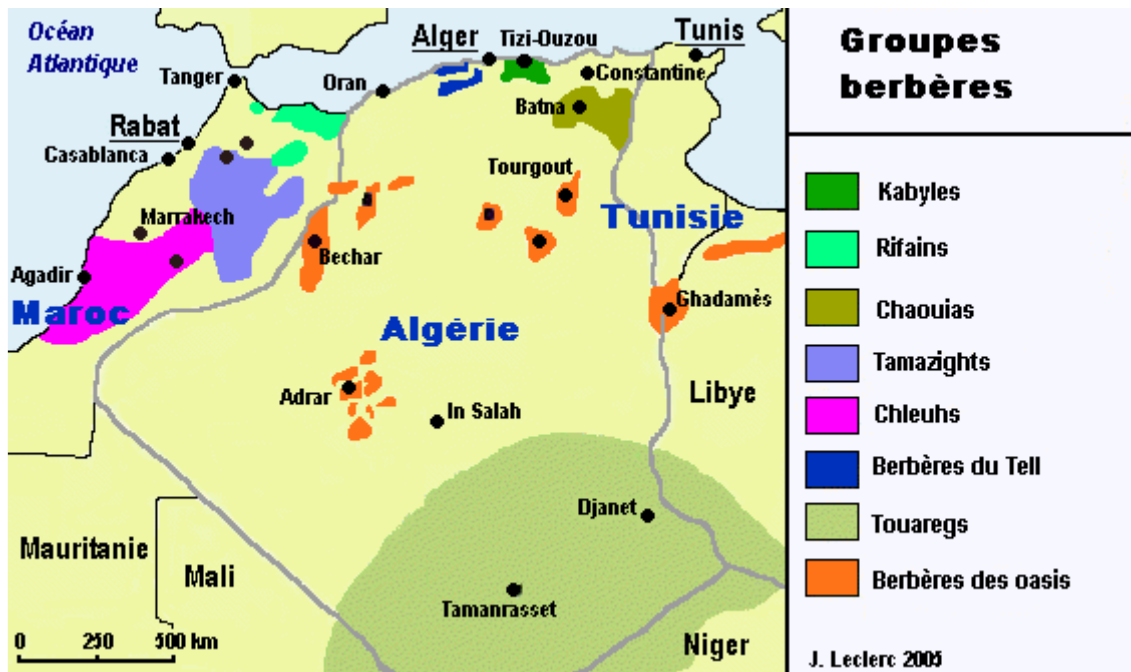 Océan
Atlantique
Tanger
Rabat
Casablanca
Marrakech
Agadir
Maroc
Oran
Alger
Tizi-Ouzou
Tunis
Constantine
Batna
Tourgout
Tunisie
Bechar
Ghadamès
Algérie
Adrar
In Salah
Libye
Djanet
Mauritanie
Mali
Tamanrasset
Niger
0 250 500 km
Groupes
berbères
Kabyles
Rifains
Chaouias
Tamazights
Chleuhs
Berbères du Tell
Touaregs
Berbères des oasis
J. Leclerc 2005